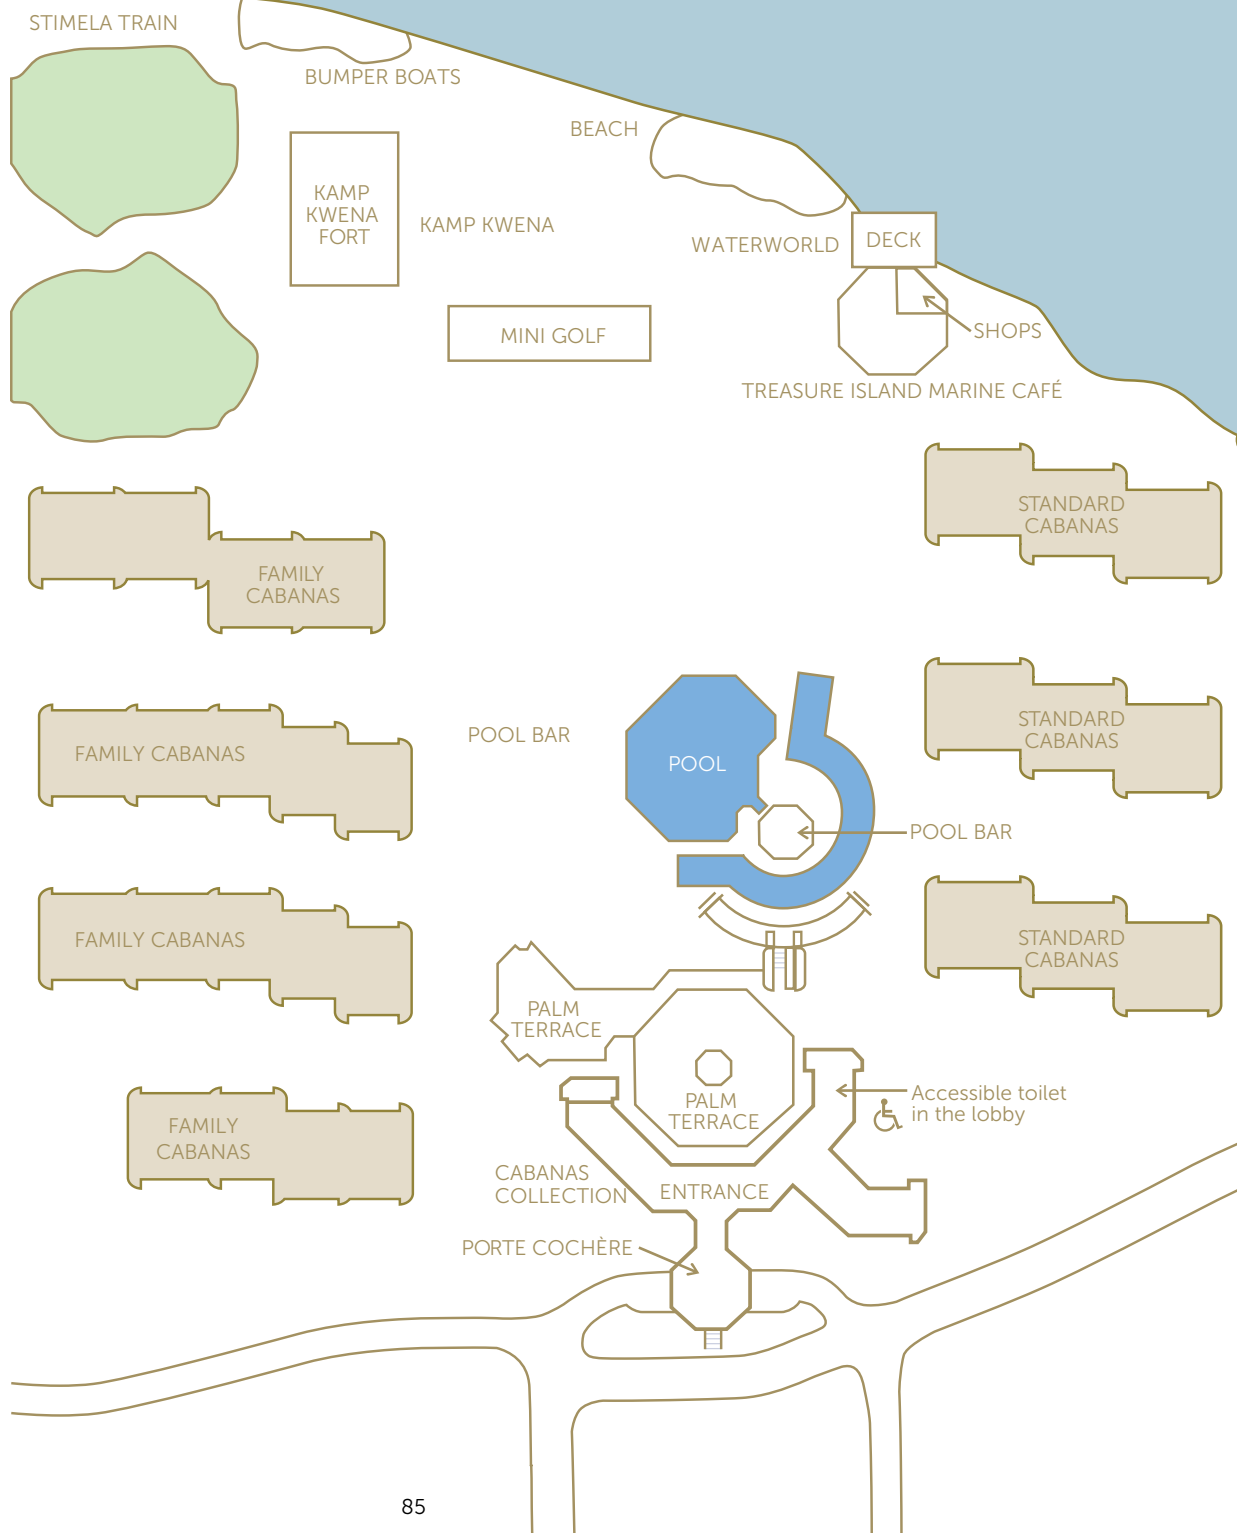 STIMELA TRAIN
BUMPER BOATS
BEACH
KAMP
KWENA
FORT
KAMP KWENA
WATERWORLD
DECK
MINI GOLF
SHOPS
TREASURE ISLAND MARINE CAFÉ
STANDARD
CABANAS
FAMILY
CABANAS
POOL BAR
POOL
STANDARD
CABANAS
FAMILY CABANAS
POOL BAR
FAMILY CABANAS
STANDARD
CABANAS
PALM
TERRACE
PALM
TERRACE
Accessible toilet
in the lobby
FAMILY
CABANAS
CABANAS
COLLECTION
ENTRANCE
PORTE COCHÈRE
85